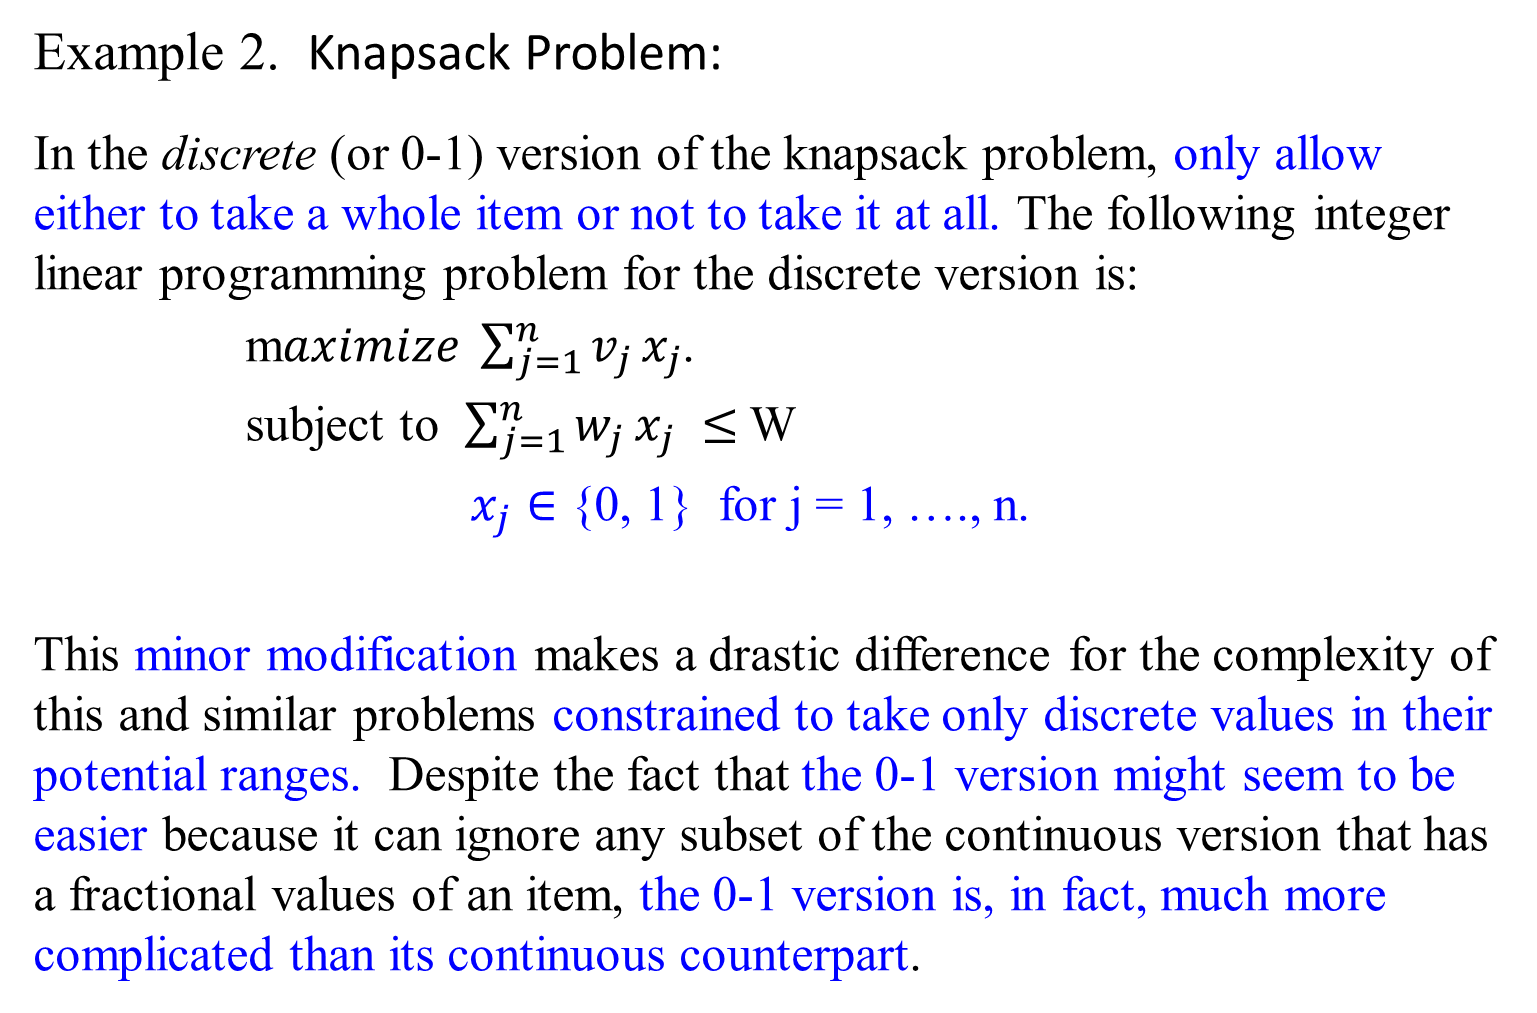 Example 2. Knapsack Problem:
In the discrete (or 0-1) version of the knapsack problem, only allow
either to take a whole item or not to take it at all. The following integer
linear programming problem for the discrete version is:
maximize ∑ⁿⱼ₌₁ vⱼ xⱼ.
subject to ∑ⁿⱼ₌₁ wⱼ xⱼ ≤ W
xⱼ ∈ {0, 1} for j = 1, …., n.
This minor modification makes a drastic difference for the complexity of
this and similar problems constrained to take only discrete values in their
potential ranges. Despite the fact that the 0-1 version might seem to be
easier because it can ignore any subset of the continuous version that has
a fractional values of an item, the 0-1 version is, in fact, much more
complicated than its continuous counterpart.